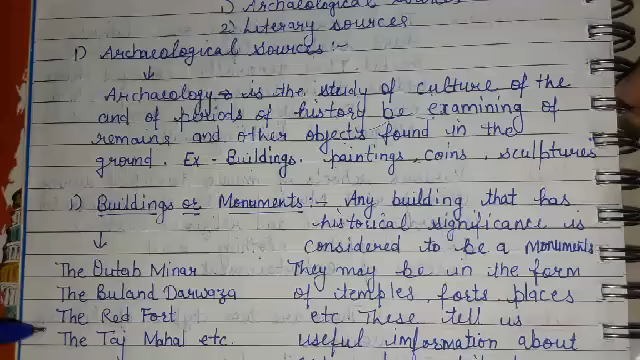 1) Archaeological sources
2) Literary sources
1) Archaeological sources :-
Archaeology is the study of culture of the
and of periods of history be examining of
remains and other objects found in the
ground. Ex - Buildings. paintings, coins, sculptures
1) Buildings or Monuments :- Any building that has
historical significance is
considered to be a Monuments
The Qutab Minar They may be in the form
The Buland Darwaza of temples, forts, places
The Red Fort etc. These tell us
The Taj Mahal etc. useful information about